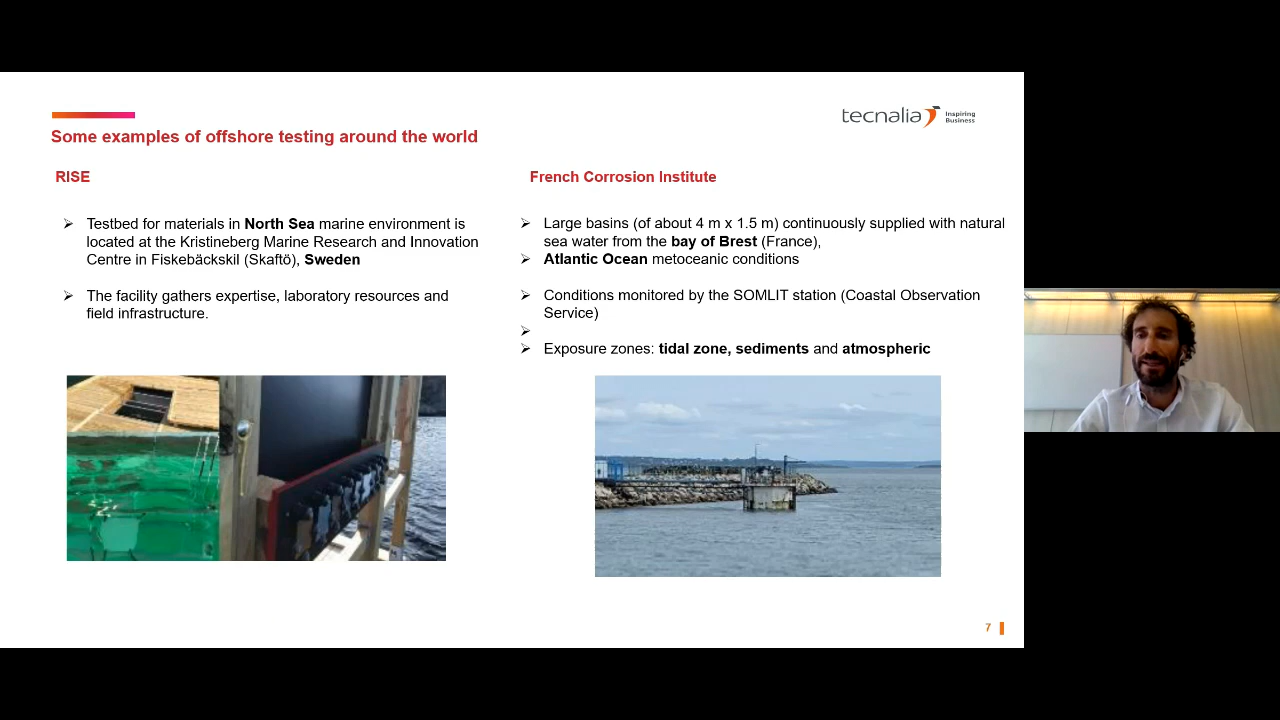 tecnalia Inspiring Business
Some examples of offshore testing around the world
RISE
➢ Testbed for materials in North Sea marine environment is
located at the Kristineberg Marine Research and Innovation
Centre in Fiskebäckskil (Skaftö), Sweden
➢ The facility gathers expertise, laboratory resources and
field infrastructure.
French Corrosion Institute
➢ Large basins (of about 4 m x 1.5 m) continuously supplied with natural
sea water from the bay of Brest (France),
➢ Atlantic Ocean metoceanic conditions
➢ Conditions monitored by the SOMLIT station (Coastal Observation
Service)
➢
➢ Exposure zones: tidal zone, sediments and atmospheric
7